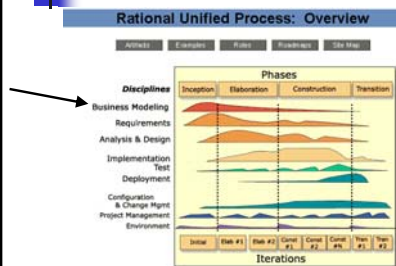 Rational Unified Process: Overview
Artifacts Examples Roles Roadmaps Site Map
Phases
Disciplines Inception Elaboration Construction Transition
Business Modeling
Requirements
Analysis & Design
Implementation
Test
Deployment
Configuration
& Change Mgmt
Project Management
Environment
Initial Elab #1 Elab #2 Const #1 Const #2 Const #N Tran #1 Tran #2
Iterations